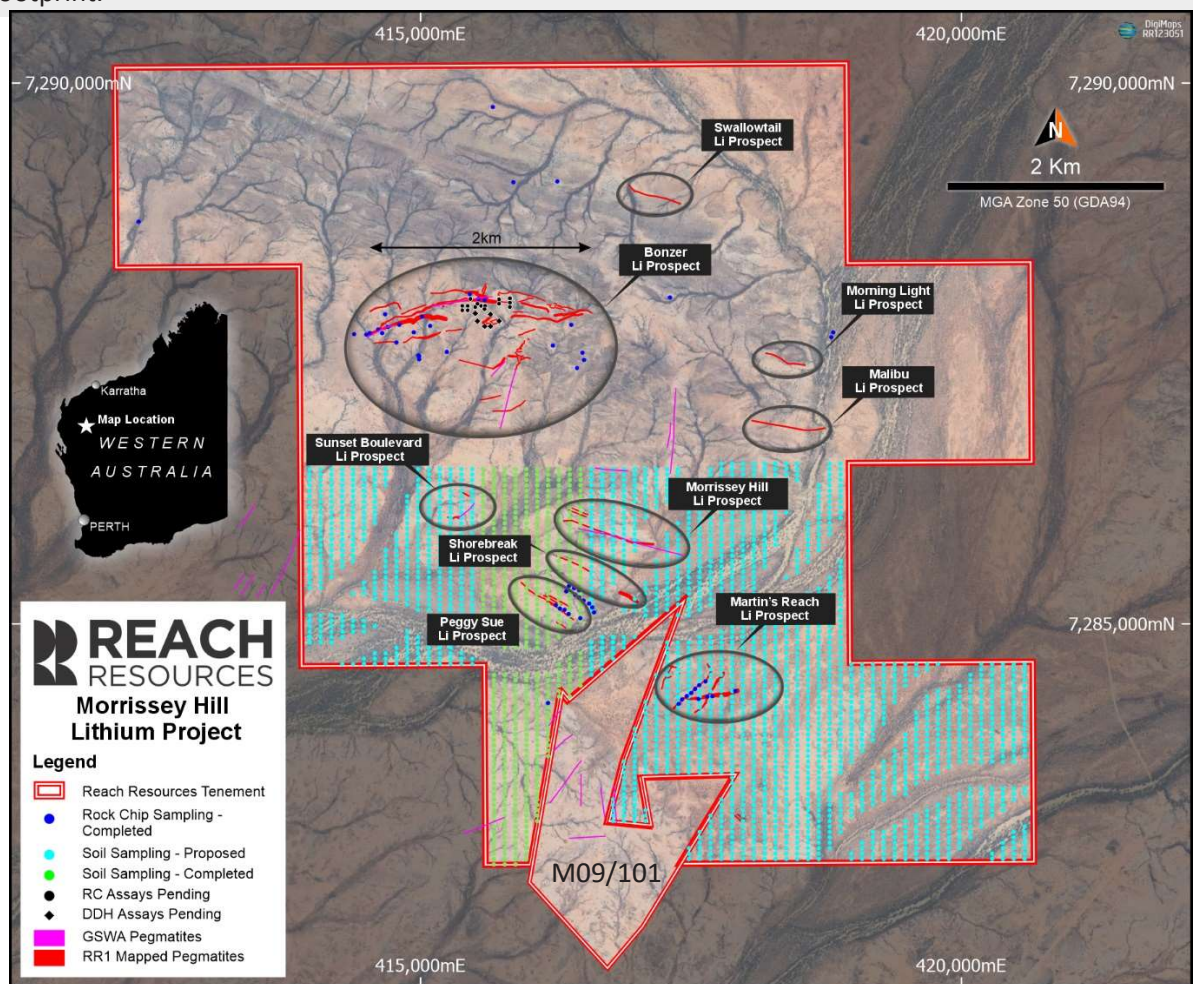 415,000mE
420,000mE
DigiMaps
RR123051
7,290,000mN
7,290,000mN
N
2 Km
MGA Zone 50 (GDA94)
Swallowtail
Li Prospect
2km
Bonzer
Li Prospect
Morning Light
Li Prospect
Malibu
Li Prospect
Karratha
Map Location
WESTERN
AUSTRALIA
PERTH
Sunset Boulevard
Li Prospect
Morrissey Hill
Li Prospect
Shorebreak
Li Prospect
Peggy Sue
Li Prospect
Martin's Reach
Li Prospect
7,285,000mN
REACH
RESOURCES
Morrissey Hill
Lithium Project
Legend
Reach Resources Tenement
Rock Chip Sampling -
Completed
Soil Sampling - Proposed
Soil Sampling - Completed
RC Assays Pending
DDH Assays Pending
GSWA Pegmatites
RR1 Mapped Pegmatites
M09/101
415,000mE
420,000mE